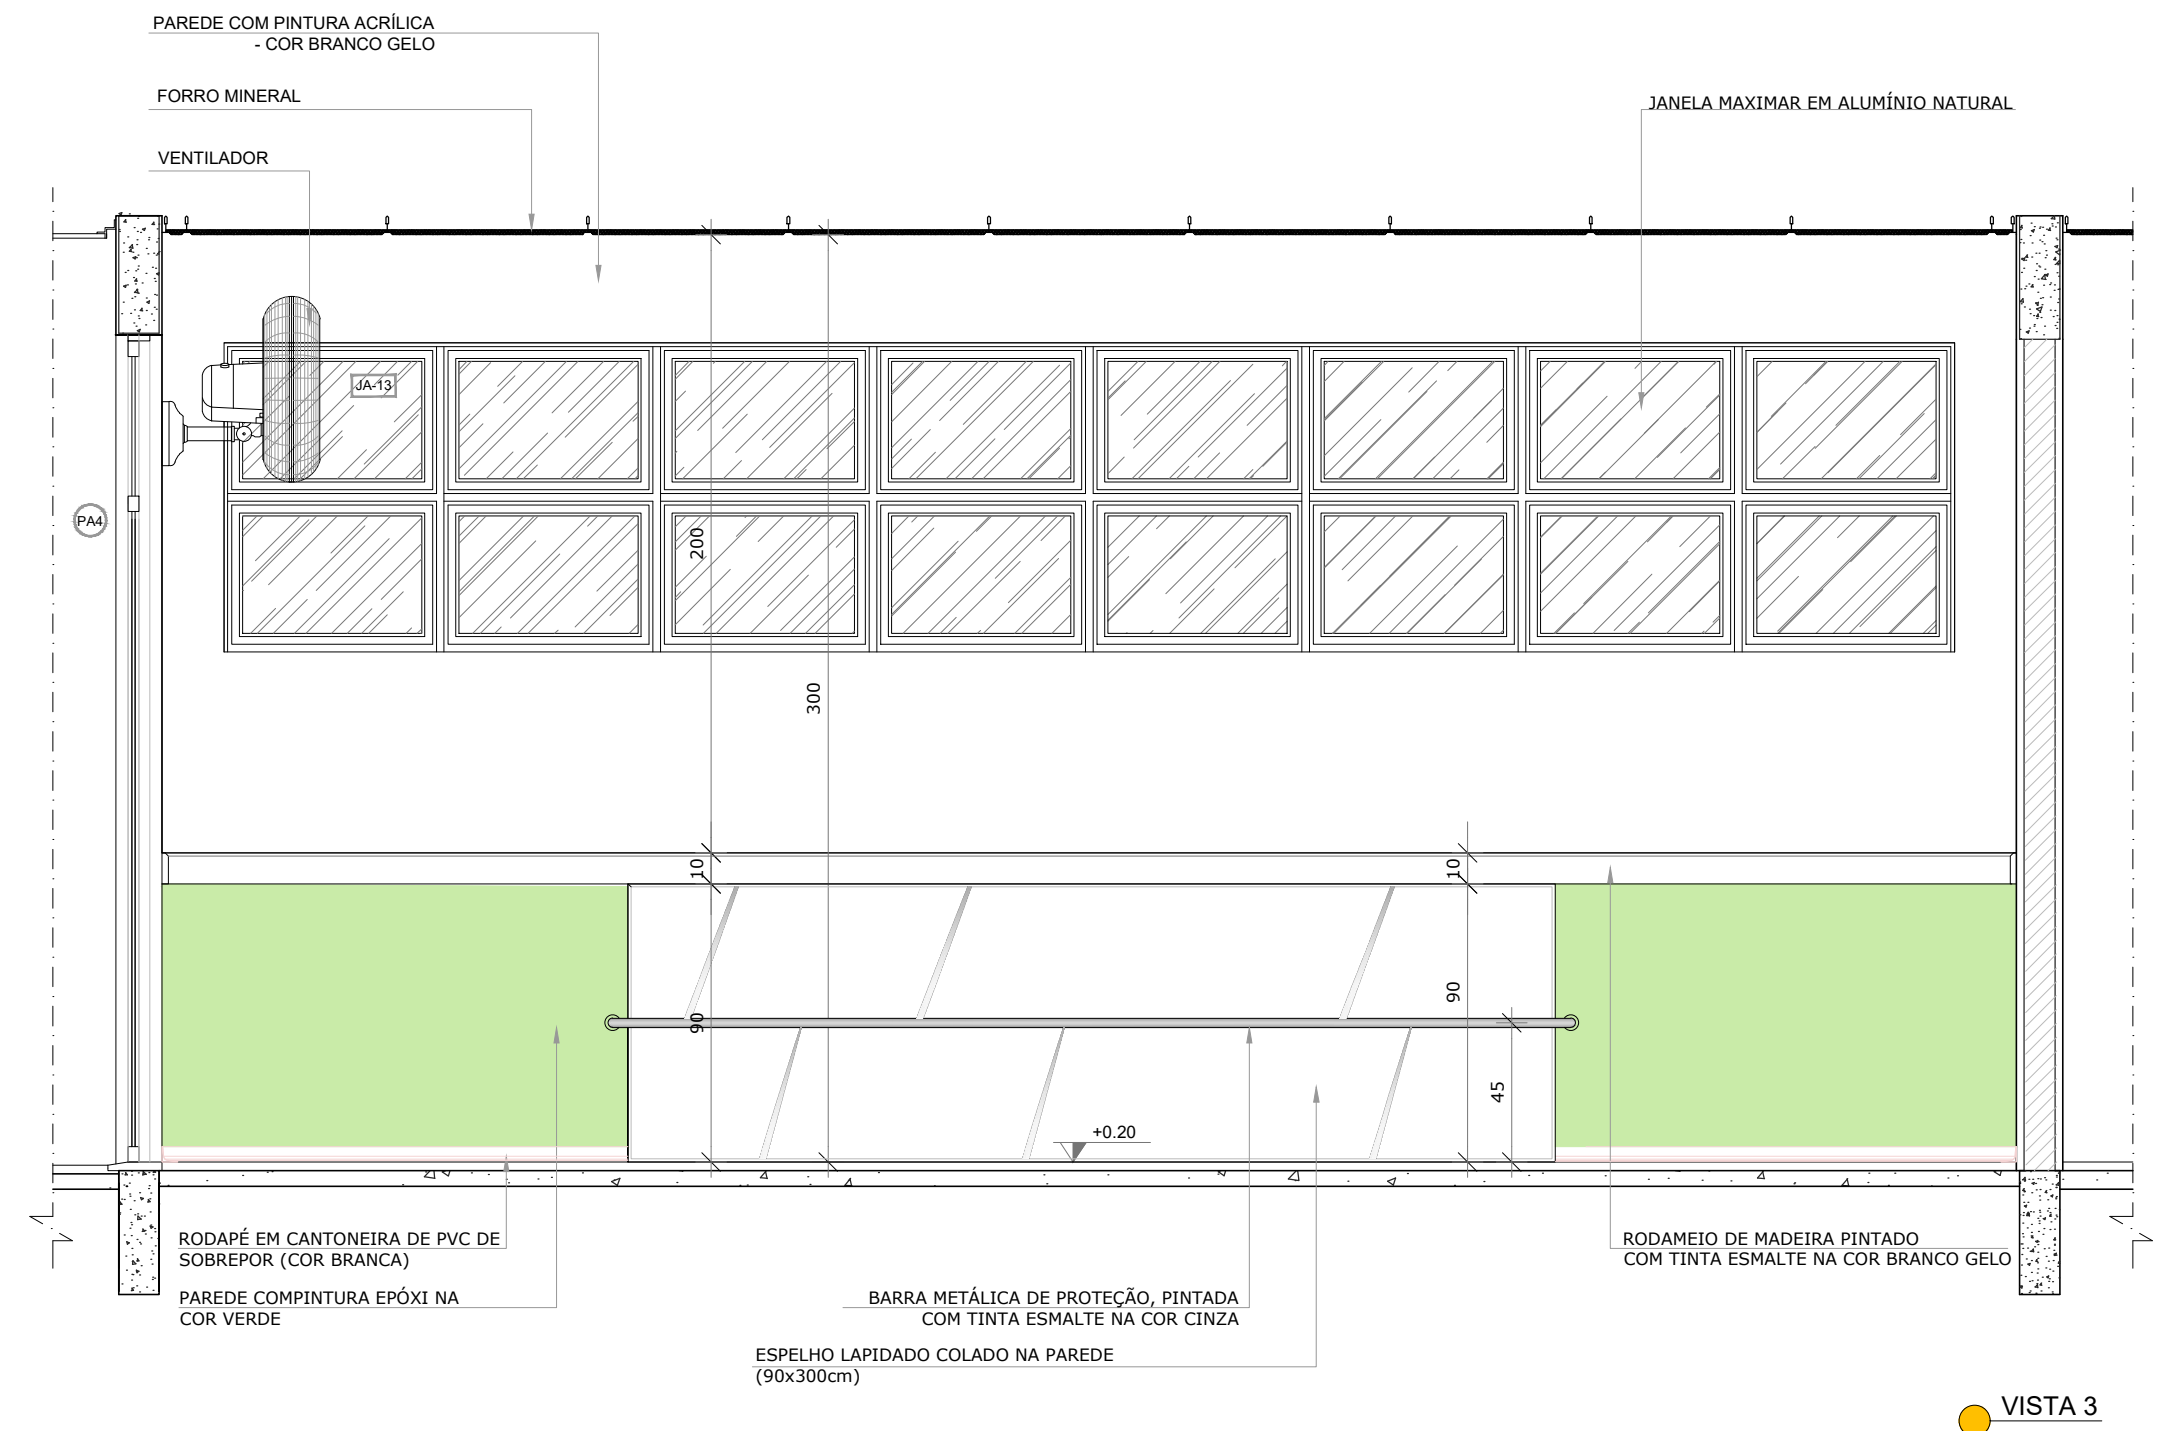 PAREDE COM PINTURA ACRÍLICA
- COR BRANCO GELO
FORRO MINERAL
JANELA MAXIMAR EM ALUMÍNIO NATURAL
VENTILADOR
JA-13
PA4
200
300
10
10
90
90
45
+0.20
RODAPÉ EM CANTONEIRA DE PVC DE
SOBREPOR (COR BRANCA)
RODAMEIO DE MADEIRA PINTADO
COM TINTA ESMALTE NA COR BRANCO GELO
PAREDE COMPINTURA EPÓXI NA
COR VERDE
BARRA METÁLICA DE PROTEÇÃO, PINTADA
COM TINTA ESMALTE NA COR CINZA
ESPELHO LAPIDADO COLADO NA PAREDE
(90x300cm)
VISTA 3